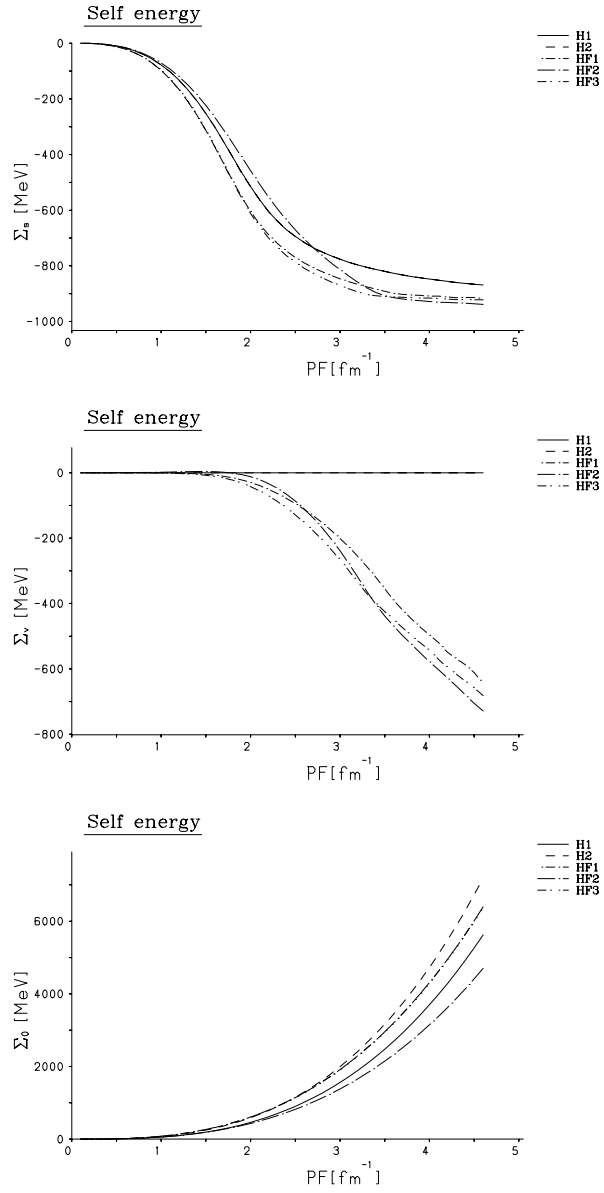 Self energy
H1
H2
HF1
HF2
HF3
0
-200
-400
-600
-800
-1000
Σs [MeV]
0 1 2 3 4 5
PF[fm⁻¹]
Self energy
H1
H2
HF1
HF2
HF3
0
-200
-400
-600
-800
Σv [MeV]
0 1 2 3 4 5
PF[fm⁻¹]
Self energy
H1
H2
HF1
HF2
HF3
6000
4000
2000
0
Σ0 [MeV]
0 1 2 3 4 5
PF[fm⁻¹]